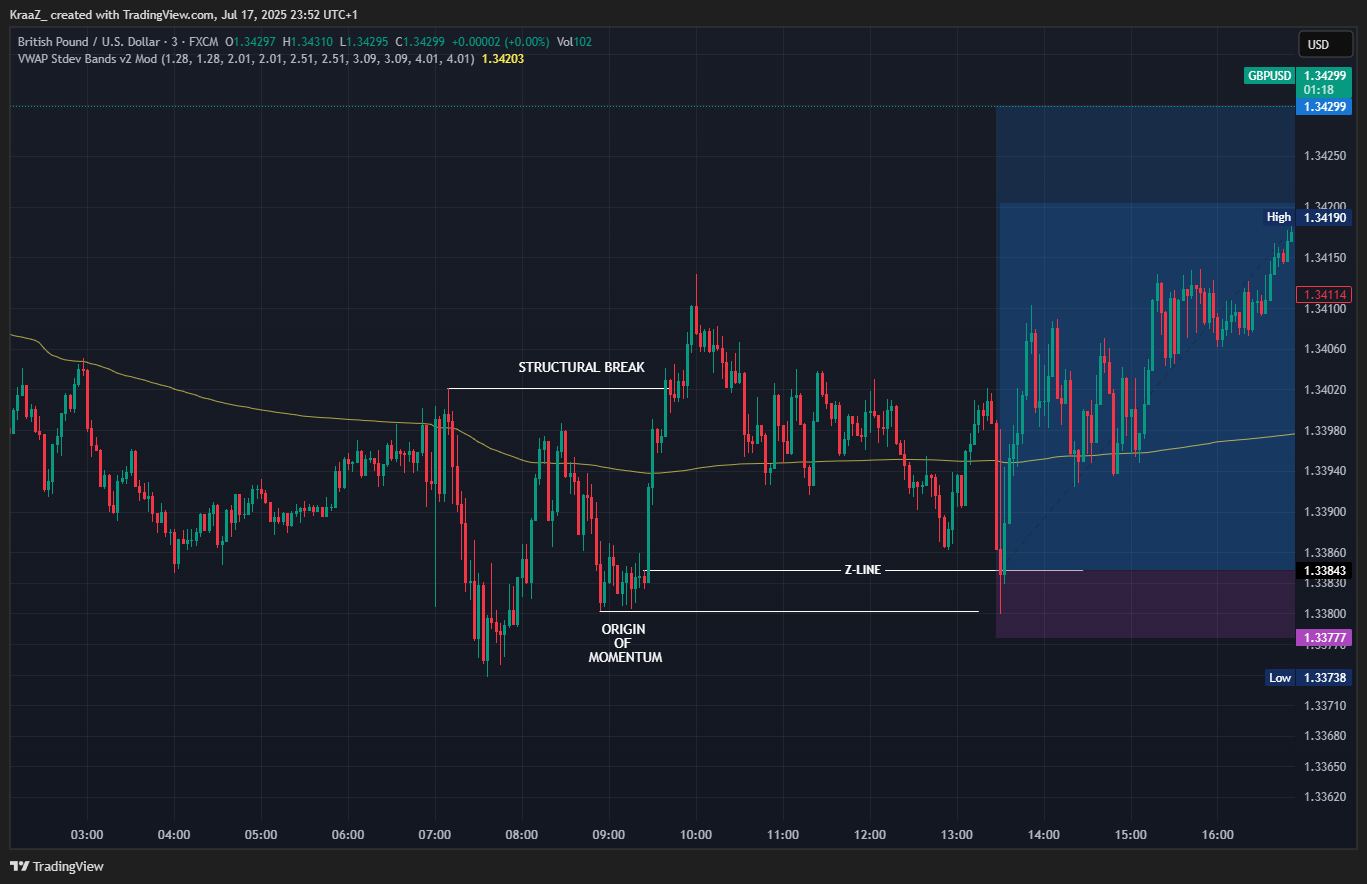 KraaZ_ created with TradingView.com, Jul 17, 2025 23:52 UTC+1
British Pound / U.S. Dollar · 3 · FXCM O1.34297 H1.34310 L1.34295 C1.34299 +0.00002 (+0.00%) Vol102
VWAP Stdev Bands v2 Mod (1.28, 1.28, 2.01, 2.01, 2.51, 2.51, 3.09, 3.09, 4.01, 4.01) 1.34203
USD
GBPUSD 1.34299
01:18
1.34299
1.34250
1.34200
High 1.34190
1.34150
1.34114
1.34100
1.34060
STRUCTURAL BREAK
1.34020
1.33980
1.33940
1.33900
1.33860
Z-LINE
1.33843
1.33830
1.33800
ORIGIN
OF
MOMENTUM
1.33777
1.33770
Low 1.33738
1.33710
1.33680
1.33650
1.33620
03:00 04:00 05:00 06:00 07:00 08:00 09:00 10:00 11:00 12:00 13:00 14:00 15:00 16:00
TradingView